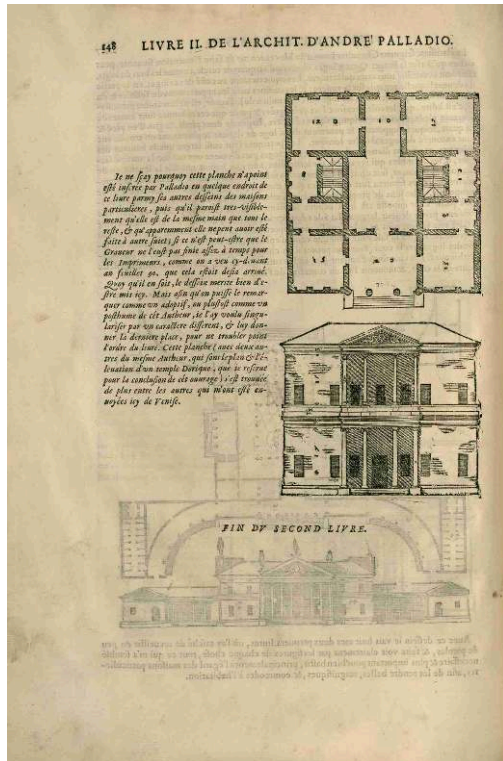 148 LIVRE II. DE L'ARCHIT. D'ANDRE' PALLADIO.
Ie ne sçay pourquoy cette planche n'a point
esté inserée par Palladio en quelque endroit de
ce liure parmy ses autres desseins des maisons
particulieres, puis qu'il paroist tres-visible-
ment qu'elle est de la mesme main que tout le
reste, & qu'apparemment elle ne peut auoir esté
faite à autre sujet; si ce n'est peut-estre que le
Graueur ne l'eust pas finie assez à temps pour
les Imprimeurs, comme on a veu cy-deuant
au feuillet 90. que cela estoit desia arriué.
Quoy qu'il en soit, le dessein merite bien d'e-
stre mis icy. Mais afin qu'on puisse le remar-
quer comme vn adoptif, ou plustost comme vn
posthume de cét Autheur, ie l'ay voulu singu-
lariser par vn caractere different, & luy don-
ner la derniere place, pour ne troubler point
l'ordre du liure. Cette planche (auec deux au-
tres du mesme Autheur, qui sont le plan & l'é-
leuation d'vn temple Dorique, que ie reserue
pour la conclusion de cét ouurage) s'est trouuée
de plus entre les autres qui m'ont esté en-
uoyées icy de Venise.
FIN DV SECOND LIVRE.